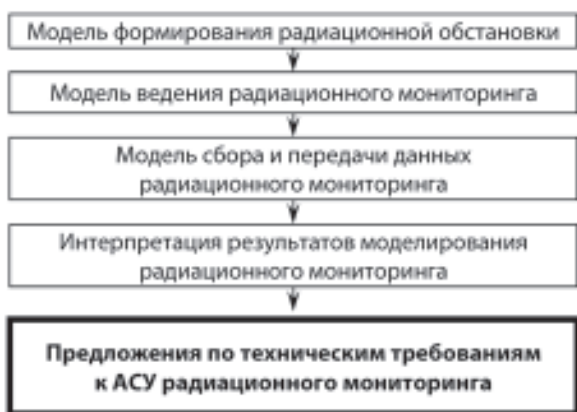 Модель формирования радиационной обстановки
Модель ведения радиационного мониторинга
Модель сбора и передачи данных
радиационного мониторинга
Интерпретация результатов моделирования
радиационного мониторинга
Предложения по техническим требованиям
к АСУ радиационного мониторинга